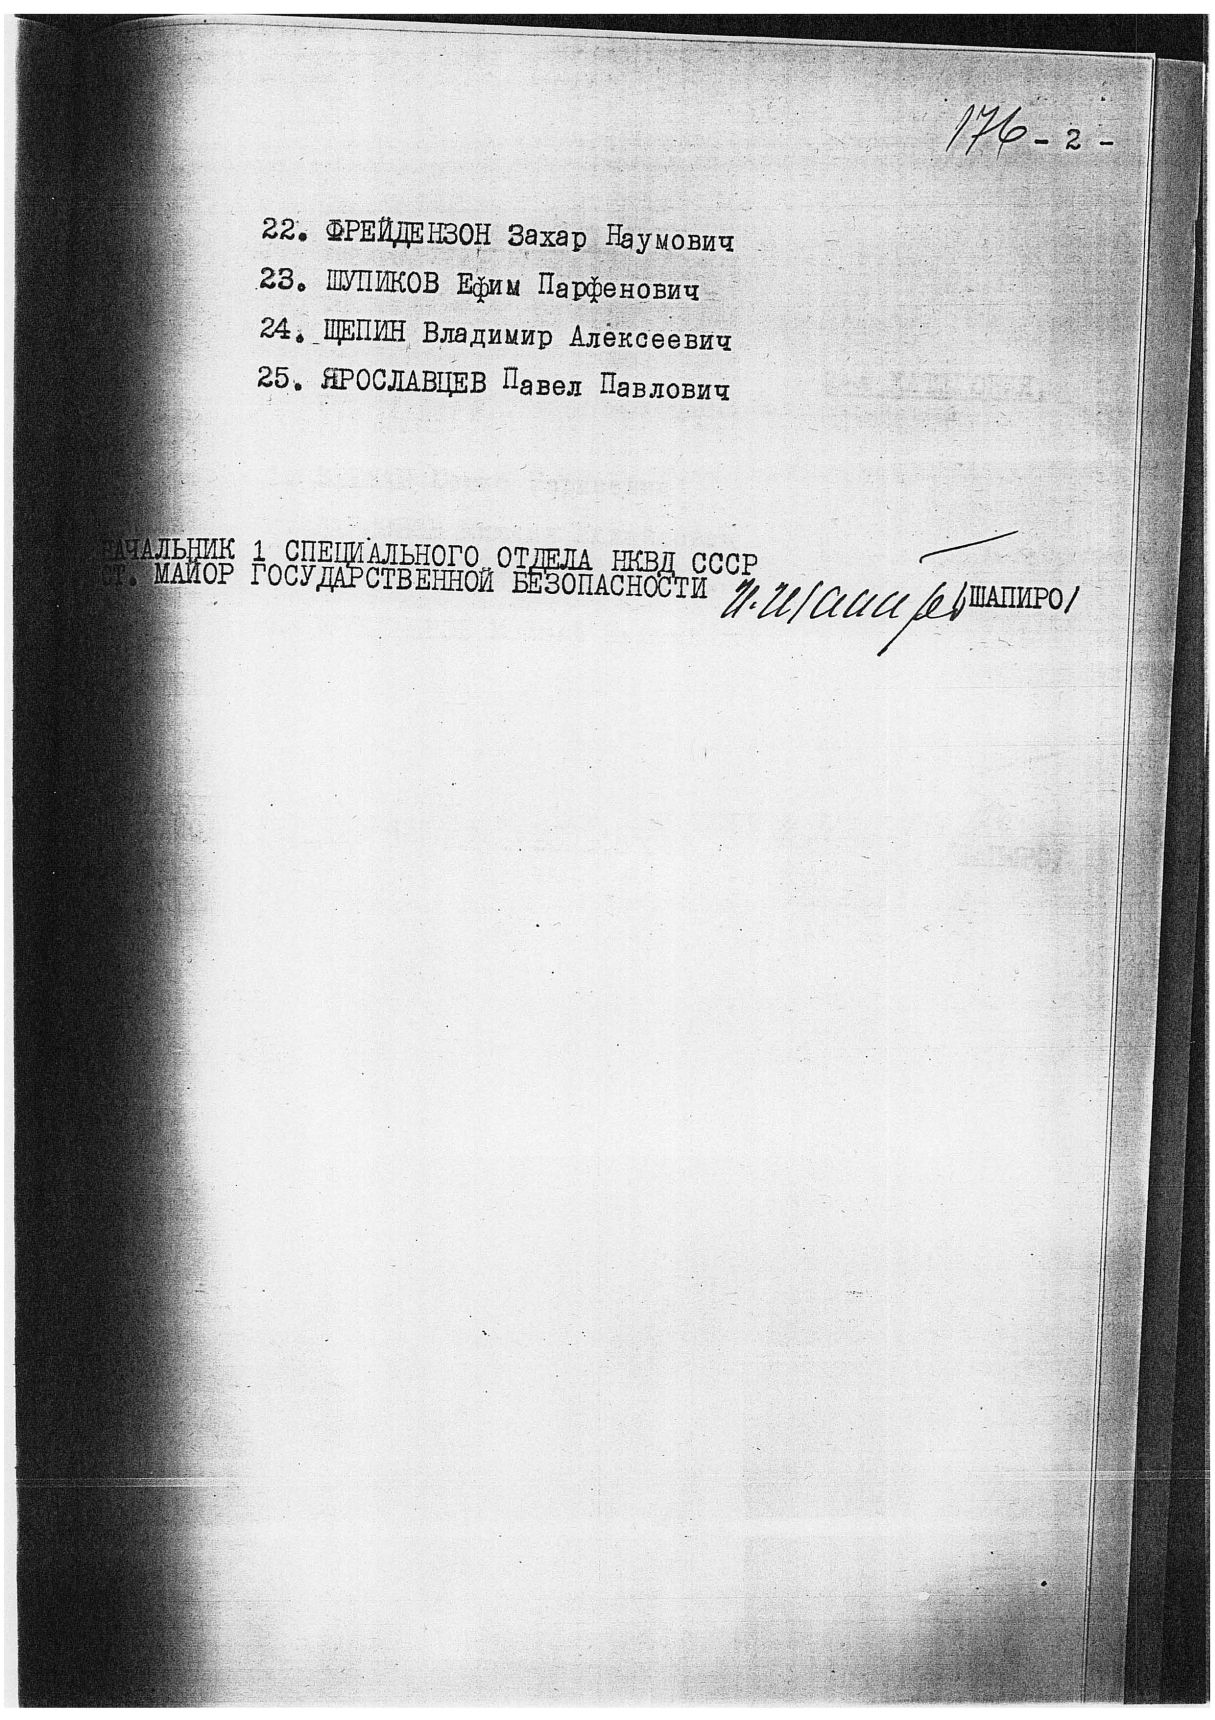 176 - 2 -
22. ФРЕЙДЕНЗОН Захар Наумович
23. ШУПИКОВ Ефим Парфенович
24. ЩЕПИН Владимир Алексеевич
25. ЯРОСЛАВЦЕВ Павел Павлович
НАЧАЛЬНИК 1 СПЕЦИАЛЬНОГО ОТДЕЛА НКВД СССР
СТ. МАЙОР ГОСУДАРСТВЕННОЙ БЕЗОПАСНОСТИ И. Шапиро /ШАПИРО/